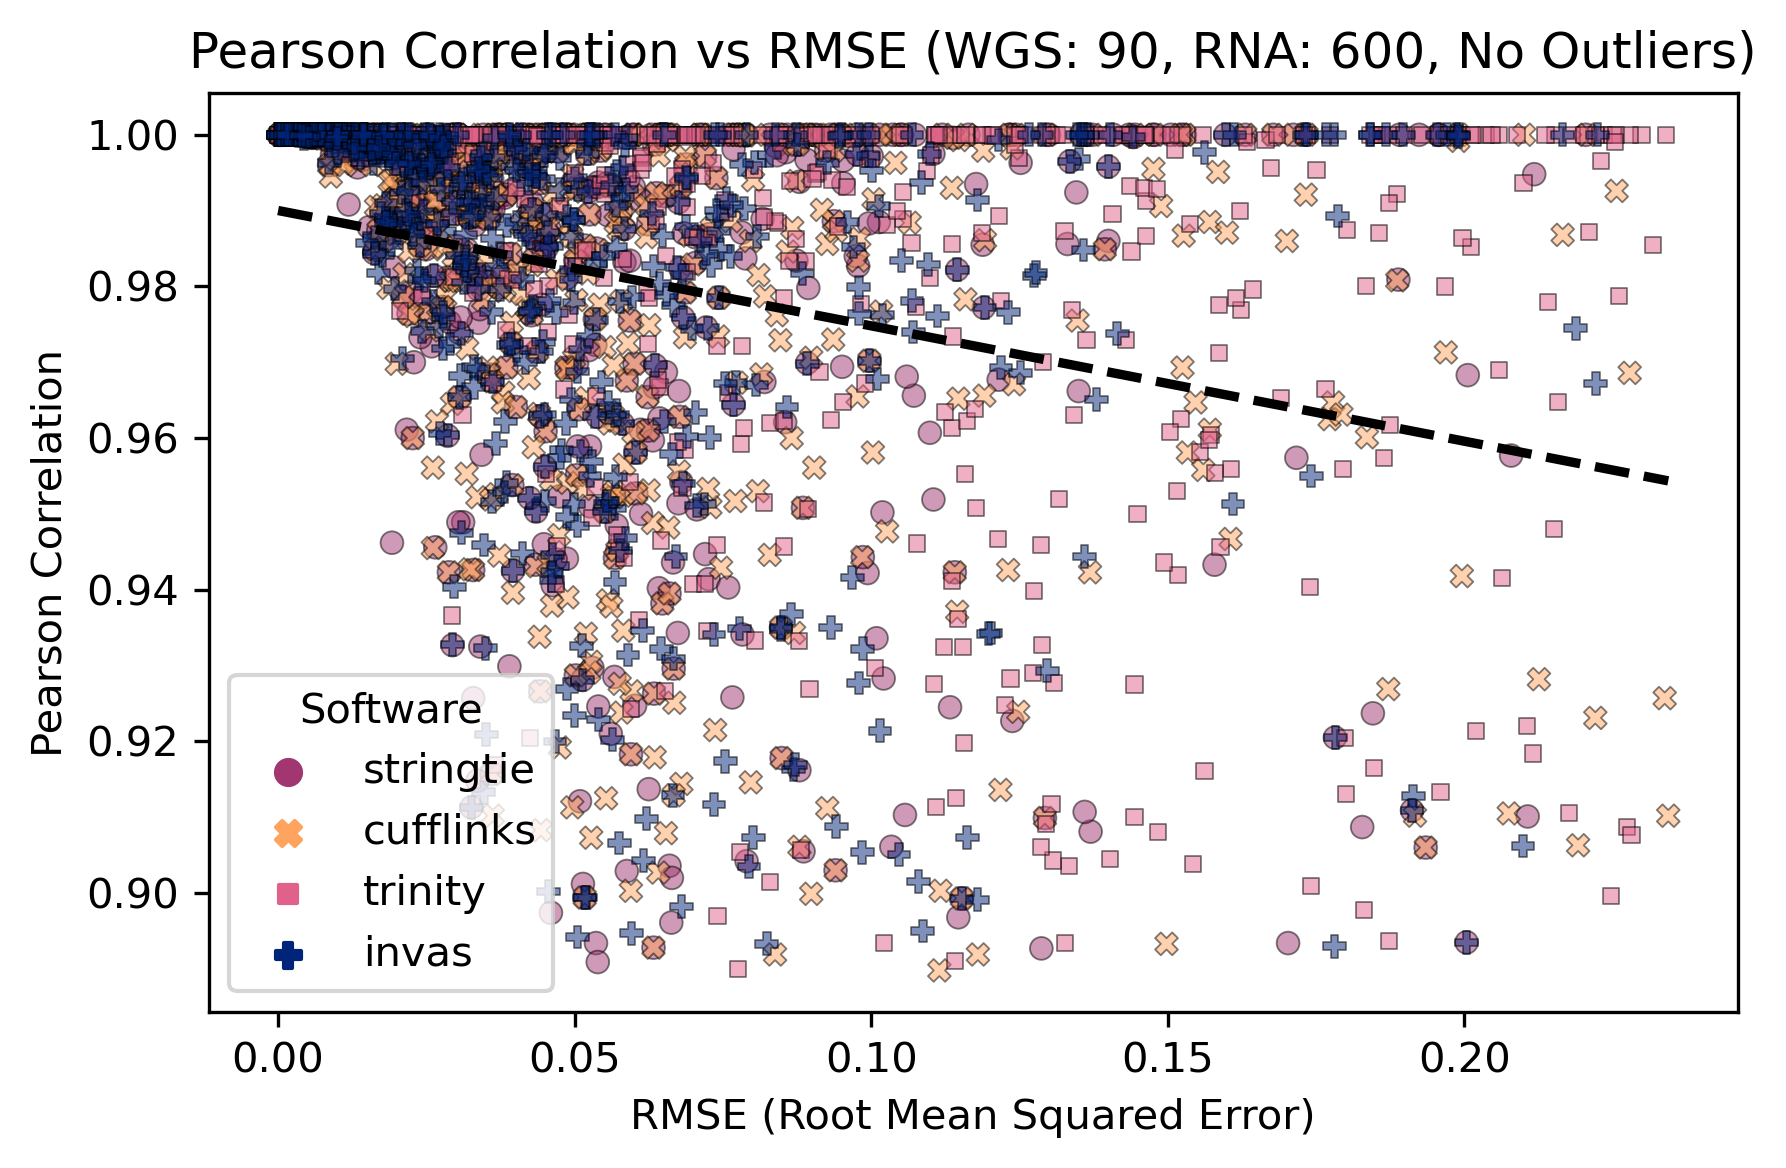 Pearson Correlation vs RMSE (WGS: 90, RNA: 600, No Outliers)
Pearson Correlation
1.00
0.98
0.96
0.94
0.92
0.90
Software
stringtie
cufflinks
trinity
invas
0.00
0.05
0.10
0.15
0.20
RMSE (Root Mean Squared Error)